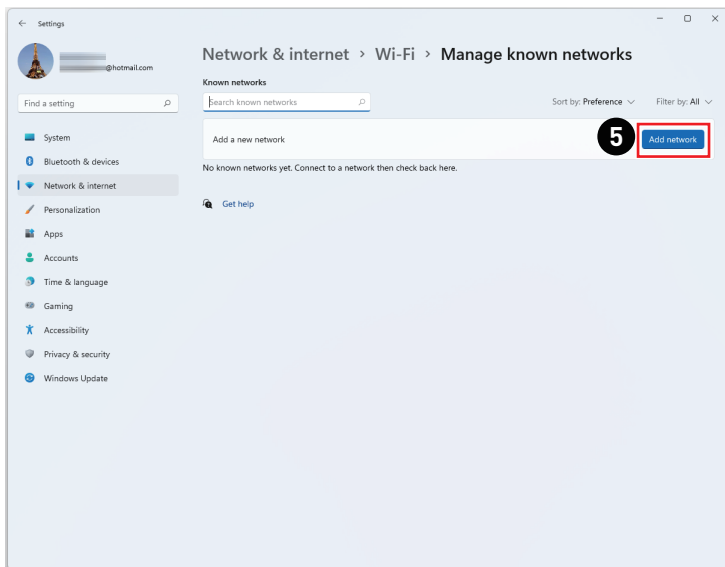 Settings
@hotmail.com
Find a setting
System
Bluetooth & devices
Network & internet
Personalization
Apps
Accounts
Time & language
Gaming
Accessibility
Privacy & security
Windows Update
Network & internet > Wi-Fi > Manage known networks
Known networks
Search known networks
Sort by: Preference
Filter by: All
Add a new network
5
Add network
No known networks yet. Connect to a network then check back here.
Get help